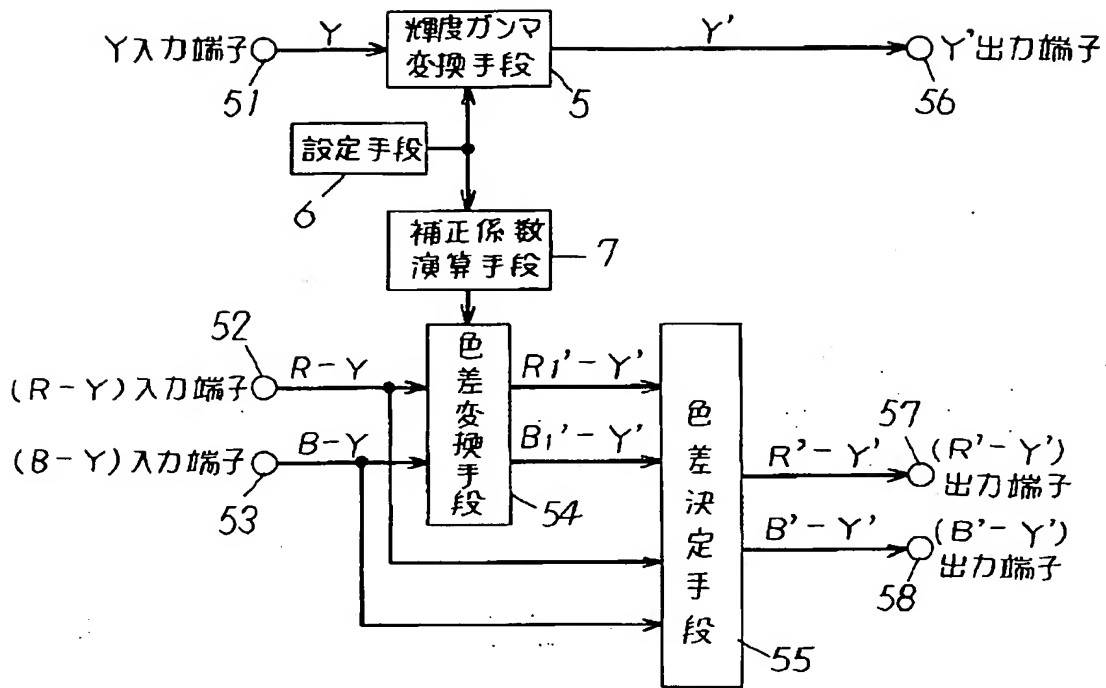 Y入力端子
51
Y
輝度ガンマ
変換手段
5
Y'
Y'出力端子
56
設定手段
6
補正係数
演算手段
7
52
(R-Y)入力端子
R-Y
(B-Y)入力端子
53
B-Y
色差変換手段
54
R1'-Y'
B1'-Y'
色差決定手段
55
R'-Y'
B'-Y'
57
(R'-Y')
出力端子
(B'-Y')
出力端子
58